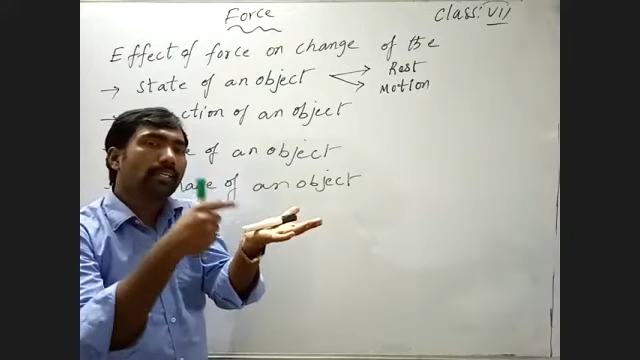 Force
Class: VII
Effect of force on change of the
→ state of an object
Rest
Motion
of an object
of an object
of an object